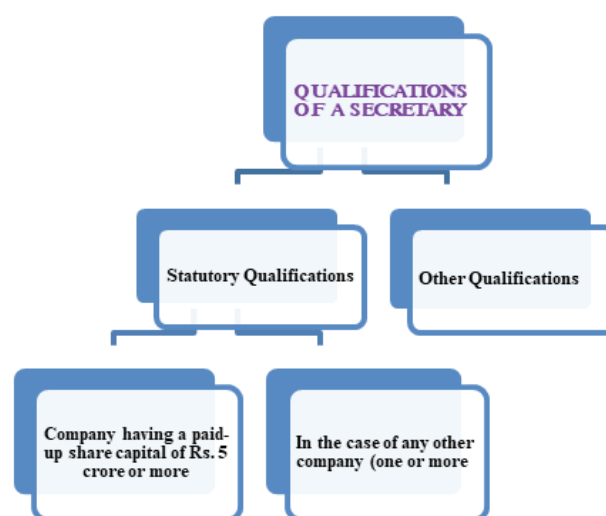 QUALIFICATIONS
OF A SECRETARY
Statutory Qualifications
Other Qualifications
Company having a paid-
up share capital of Rs. 5
crore or more
In the case of any other
company (one or more